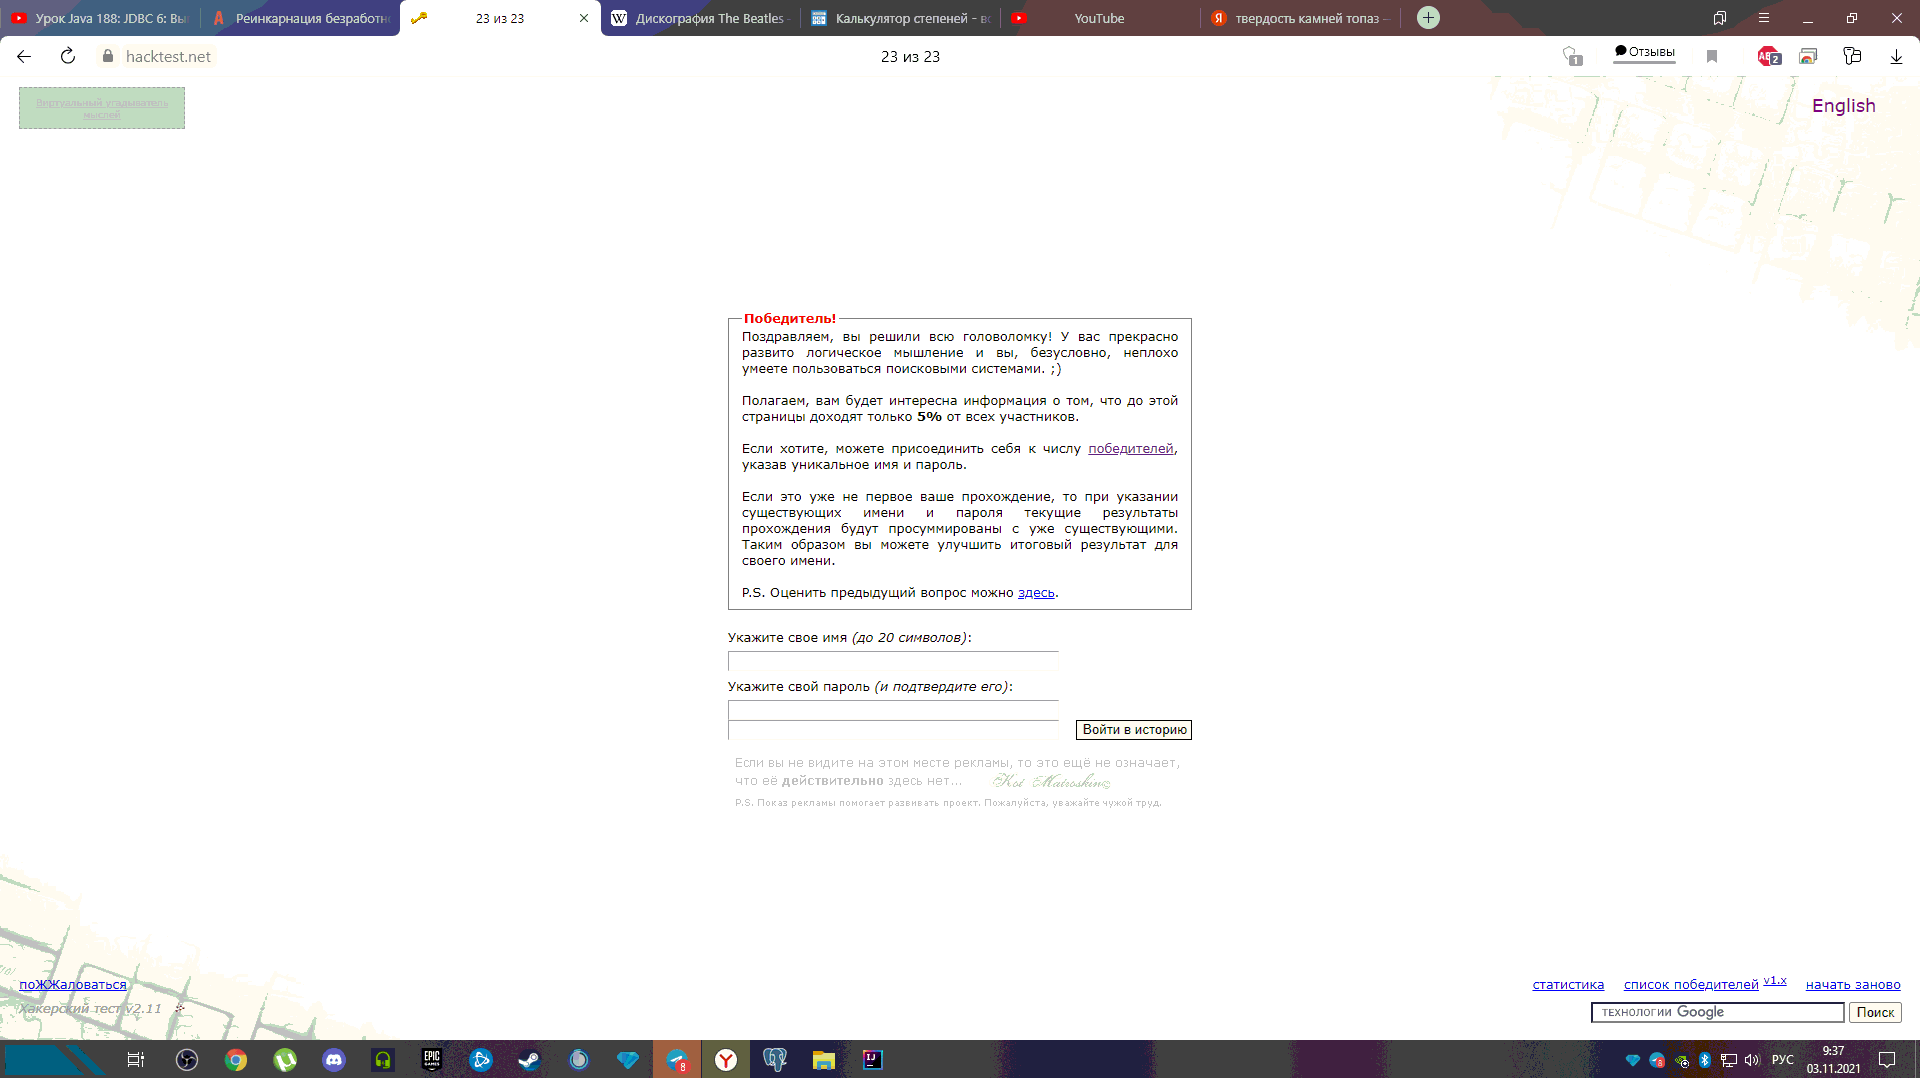 Урок Java 188: JDBC 6: Вы
Реинкарнация безработн
23 из 23
Дискография The Beatles -
Калькулятор степеней - во
YouTube
твердость камней топаз —
hacktest.net
23 из 23
1
Отзывы
2
Виртуальный угадыватель
мыслей
English
Победитель!
Поздравляем, вы решили всю головоломку! У вас прекрасно
развито логическое мышление и вы, безусловно, неплохо
умеете пользоваться поисковыми системами. ;)
Полагаем, вам будет интересна информация о том, что до этой
страницы доходят только 5% от всех участников.
Если хотите, можете присоединить себя к числу победителей,
указав уникальное имя и пароль.
Если это уже не первое ваше прохождение, то при указании
существующих имени и пароля текущие результаты
прохождения будут просуммированы с уже существующими.
Таким образом вы можете улучшить итоговый результат для
своего имени.
P.S. Оценить предыдущий вопрос можно здесь.
Укажите свое имя (до 20 символов):
Укажите свой пароль (и подтвердите его):
Войти в историю
Если вы не видите на этом месте рекламы, то это ещё не означает,
что её действительно здесь нет... Kot Matroskin
P.S. Показ рекламы помогает развивать проект. Пожалуйста, уважайте чужой труд.
поЖЖаловаться
Хакерский тест v2.11
статистика список победителей v1.x начать заново
ТЕХНОЛОГИИ Google Поиск
EPIC GAMES
8
IJ
8
РУС
9:37
03.11.2021